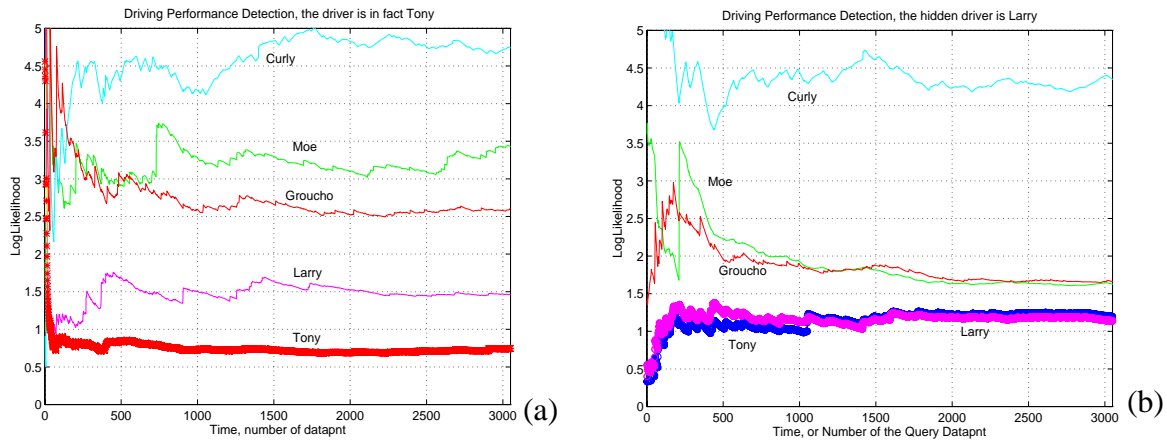 Driving Performance Detection, the driver is in fact Tony
5
4.5
4
3.5
3
2.5
2
1.5
1
0.5
0
LogLikelihood
Curly
Moe
Groucho
Larry
Tony
0
500
1000
1500
2000
2500
3000
Time, number of datapnt
(a)
Driving Performance Detection, the hidden driver is Larry
5
4.5
4
3.5
3
2.5
2
1.5
1
0.5
0
LogLikelihood
Curly
Moe
Groucho
Tony
Larry
0
500
1000
1500
2000
2500
3000
Time, or Number of the Query Datapnt
(b)